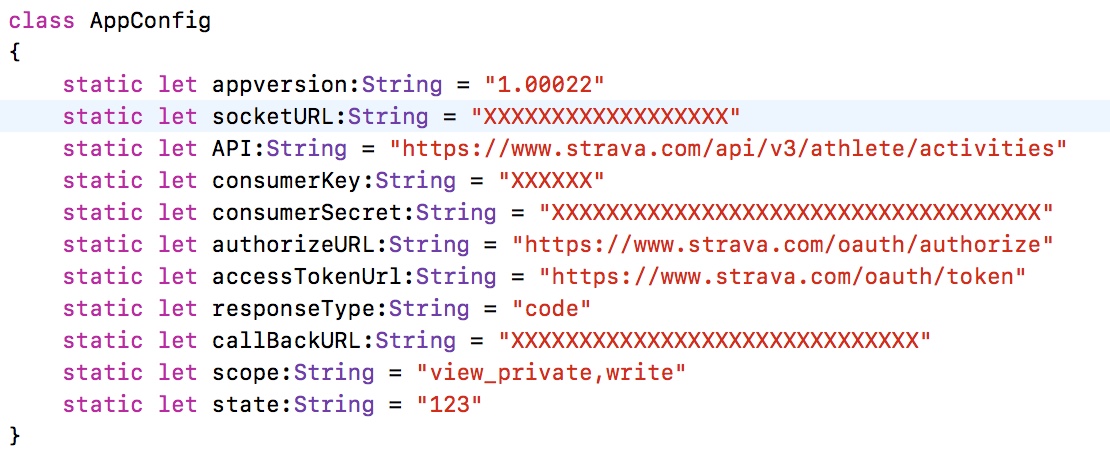 class AppConfig
{
    static let appversion:String = "1.00022"
    static let socketURL:String = "XXXXXXXXXXXXXXXXXX"
    static let API:String = "https://www.strava.com/api/v3/athlete/activities"
    static let consumerKey:String = "XXXXXX"
    static let consumerSecret:String = "XXXXXXXXXXXXXXXXXXXXXXXXXXXXXXXXXXXX"
    static let authorizeURL:String = "https://www.strava.com/oauth/authorize"
    static let accessTokenUrl:String = "https://www.strava.com/oauth/token"
    static let responseType:String = "code"
    static let callBackURL:String = "XXXXXXXXXXXXXXXXXXXXXXXXXXXXXX"
    static let scope:String = "view_private,write"
    static let state:String = "123"
}